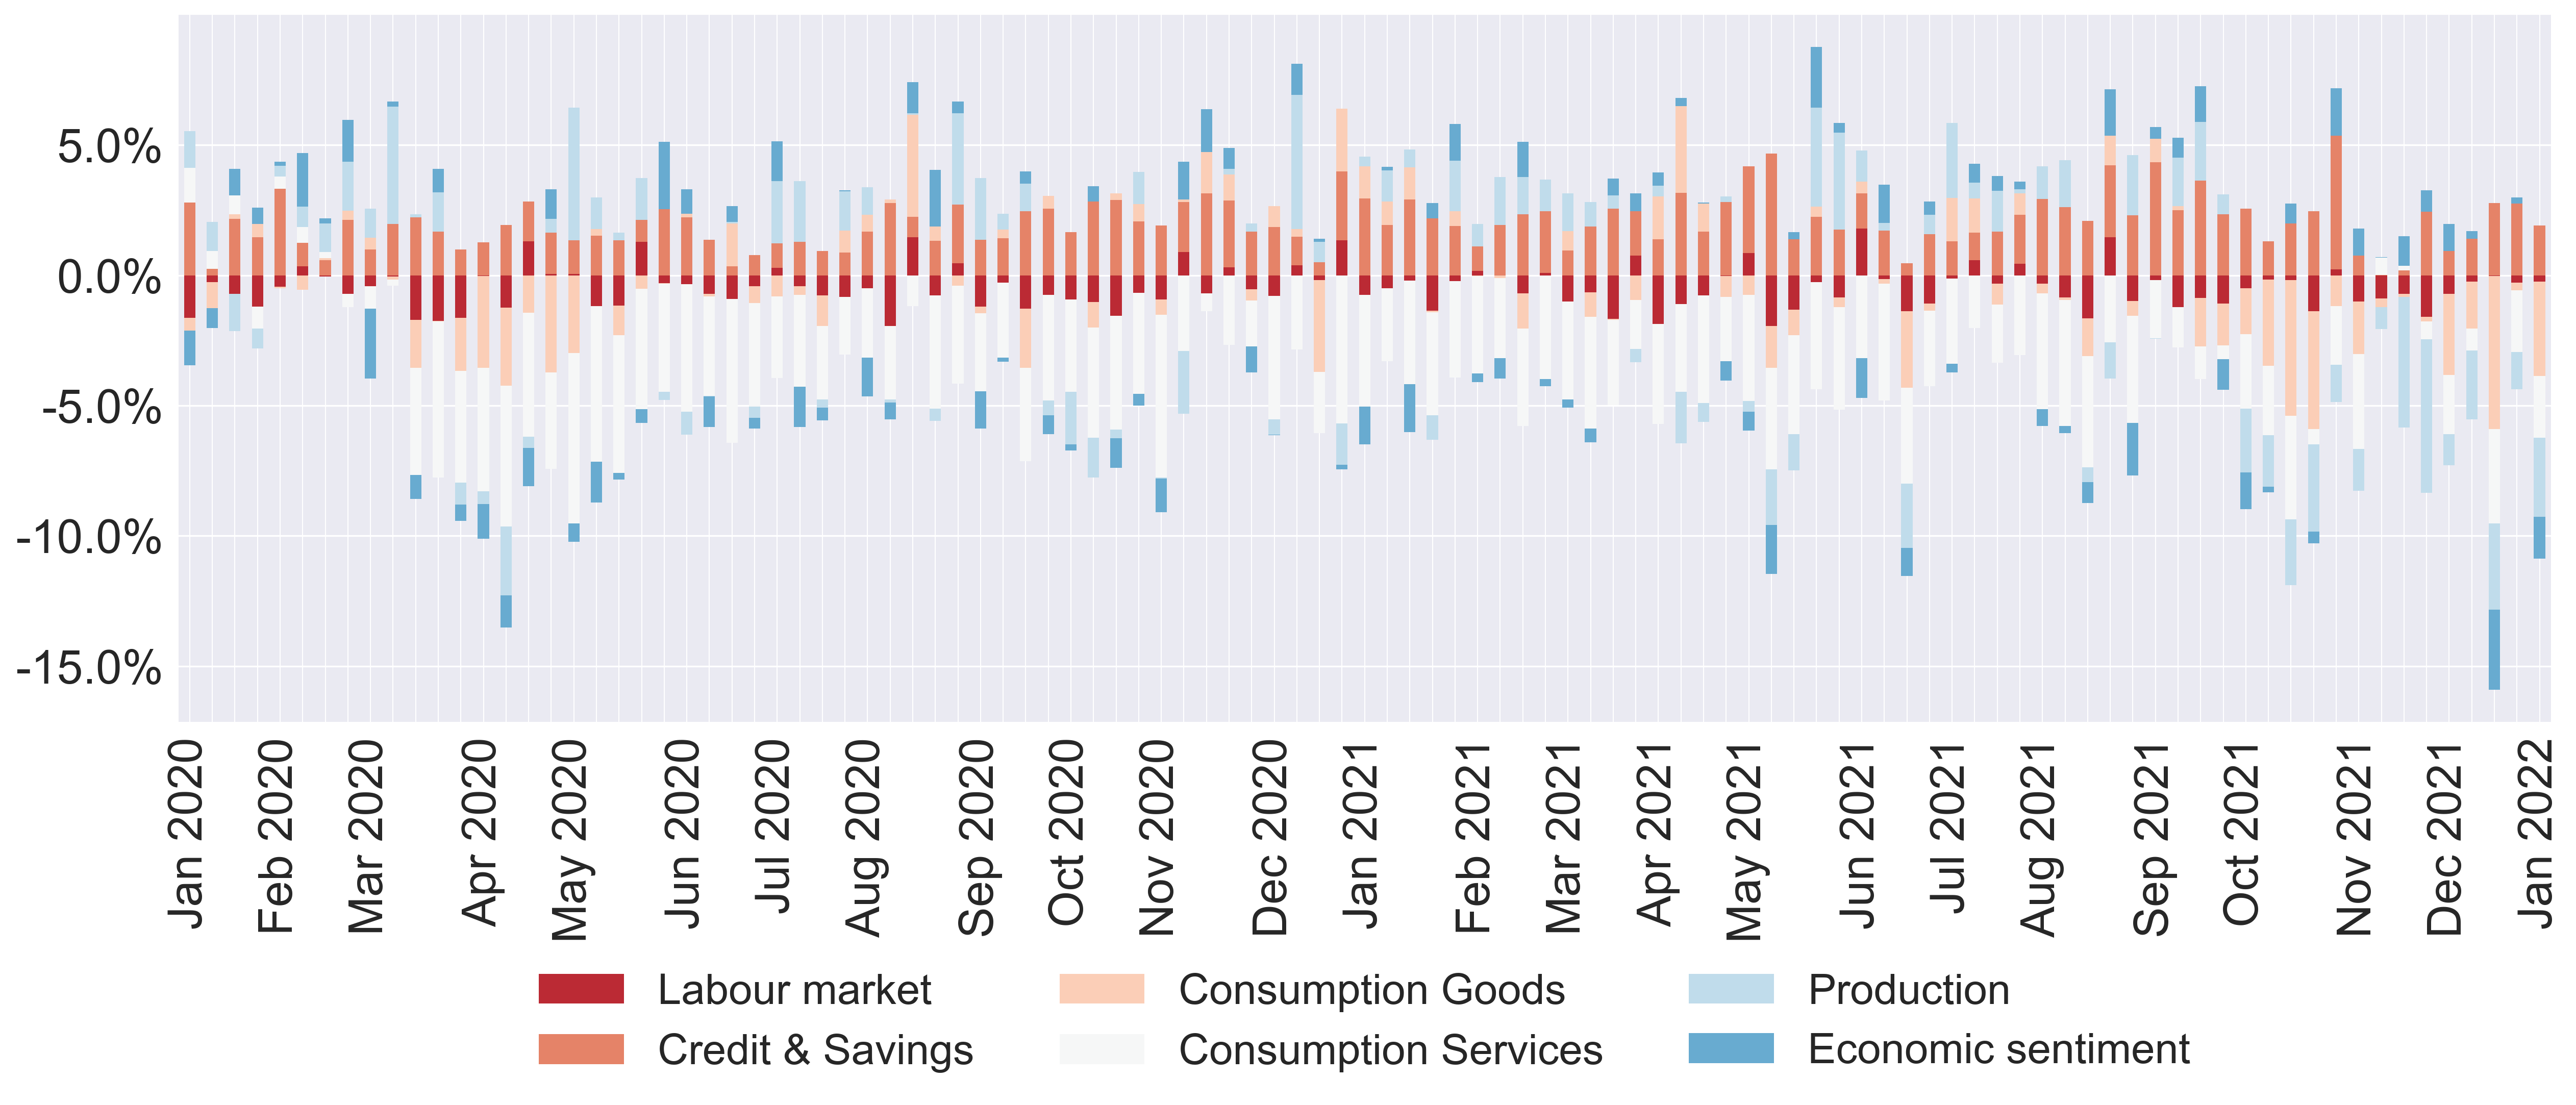 5.0%
0.0%
-5.0%
-10.0%
-15.0%
Jan 2020
Feb 2020
Mar 2020
Apr 2020
May 2020
Jun 2020
Jul 2020
Aug 2020
Sep 2020
Oct 2020
Nov 2020
Dec 2020
Jan 2021
Feb 2021
Mar 2021
Apr 2021
May 2021
Jun 2021
Jul 2021
Aug 2021
Sep 2021
Oct 2021
Nov 2021
Dec 2021
Jan 2022
Labour market
Credit & Savings
Consumption Goods
Consumption Services
Production
Economic sentiment